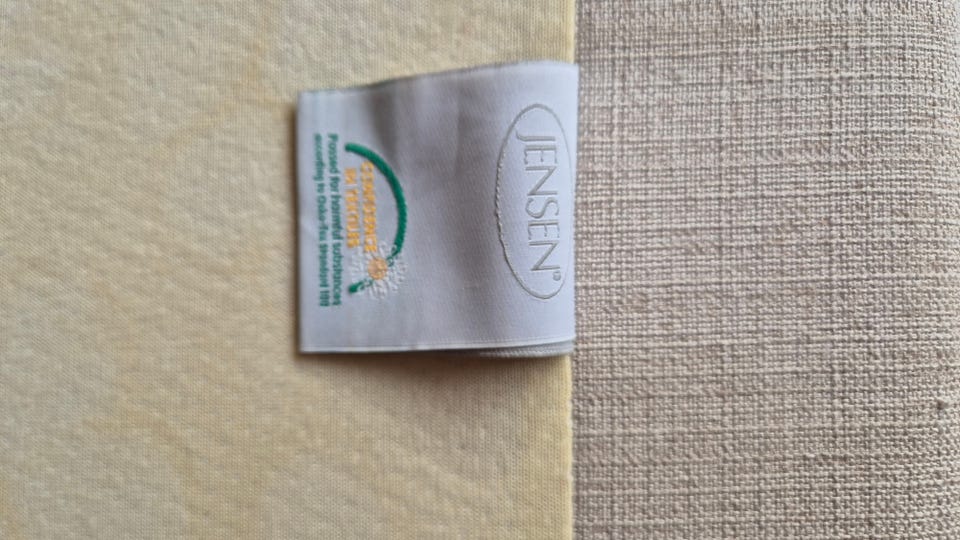 JENSEN®
CONFIDENCE
IN TEXTILES
Passed for harmful substances
according to Oeko-Tex Standard 100